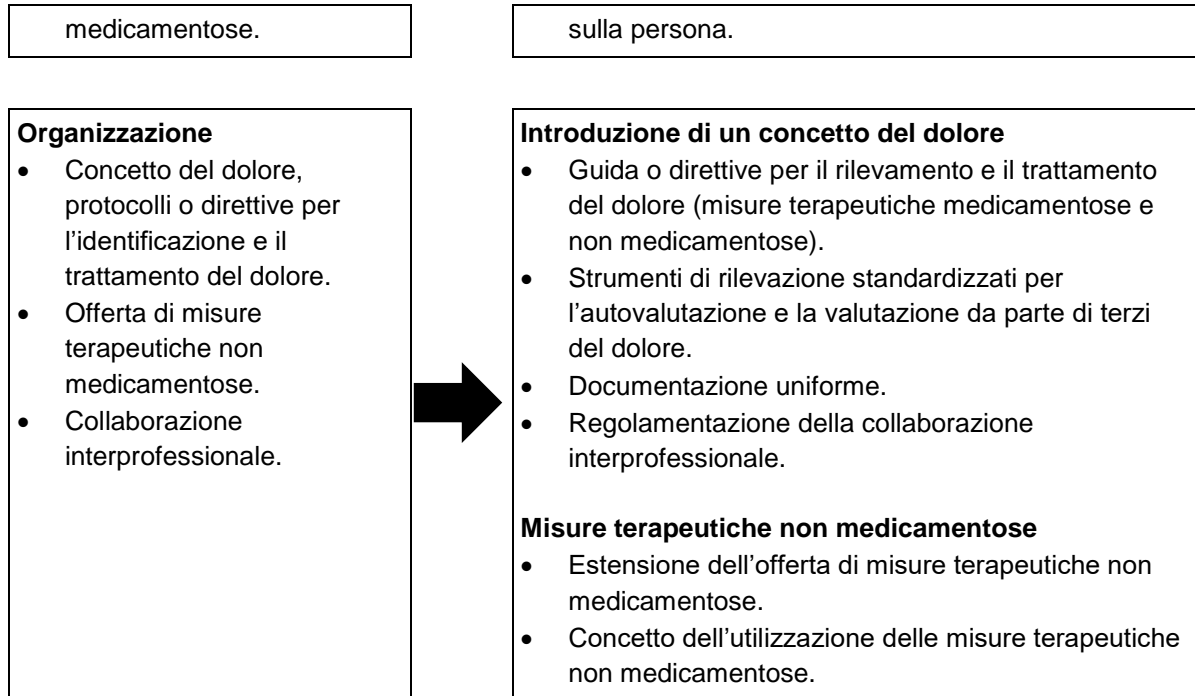 medicamentose.
sulla persona.
Organizzazione
• Concetto del dolore,
protocolli o direttive per
l’identificazione e il
trattamento del dolore.
• Offerta di misure
terapeutiche non
medicamentose.
• Collaborazione
interprofessionale.
Introduzione di un concetto del dolore
• Guida o direttive per il rilevamento e il trattamento
del dolore (misure terapeutiche medicamentose e
non medicamentose).
• Strumenti di rilevazione standardizzati per
l’autovalutazione e la valutazione da parte di terzi
del dolore.
• Documentazione uniforme.
• Regolamentazione della collaborazione
interprofessionale.
Misure terapeutiche non medicamentose
• Estensione dell’offerta di misure terapeutiche non
medicamentose.
• Concetto dell’utilizzazione delle misure terapeutiche
non medicamentose.